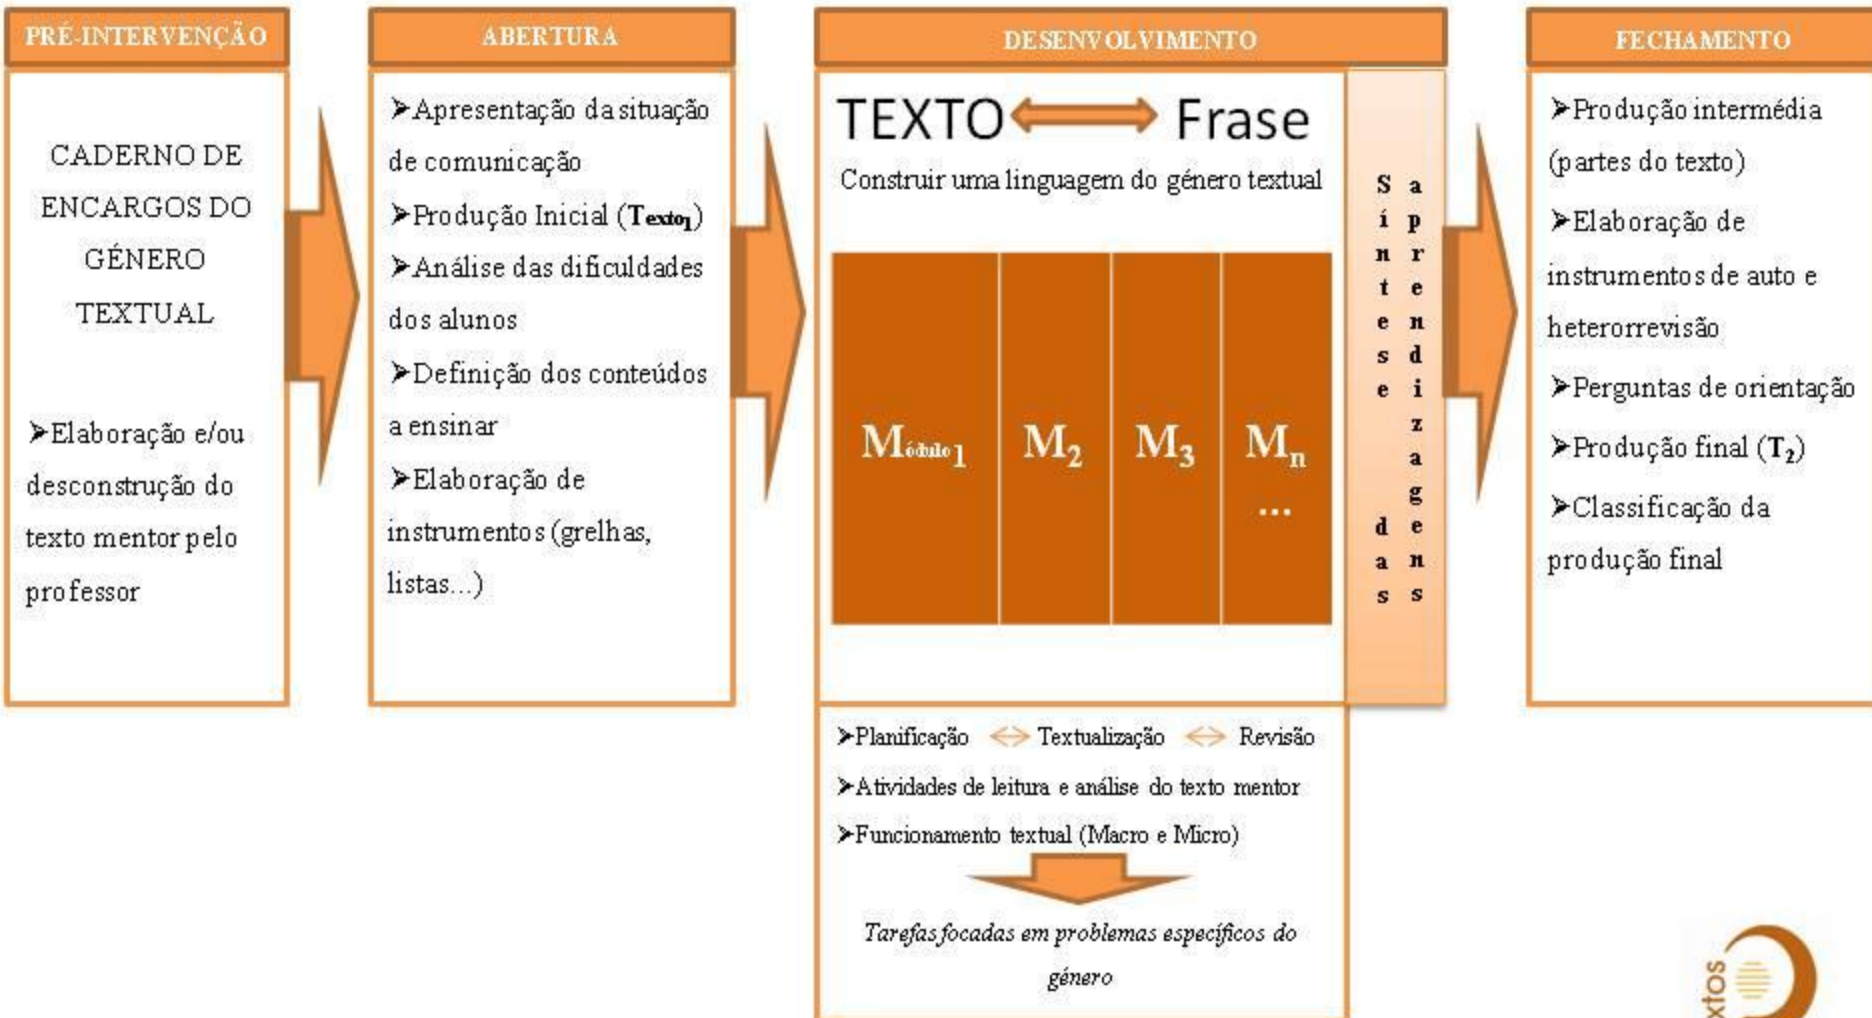 PRÉ-INTERVENÇÃO
CADERNO DE
ENCARGOS DO
GÉNERO
TEXTUAL
➤Elaboração e/ou
desconstrução do
texto mentor pelo
professor
ABERTURA
➤Apresentação da situação
de comunicação
➤Produção Inicial (Texto1)
➤Análise das dificuldades
dos alunos
➤Definição dos conteúdos
a ensinar
➤Elaboração de
instrumentos (grelhas,
listas...)
DESENVOLVIMENTO
TEXTO Frase
Construir uma linguagem do género textual
Módulo1 M2 M3 Mn
...
Síntese das
aprendizagens
➤Planificação <=> Textualização <=> Revisão
➤Atividades de leitura e análise do texto mentor
➤Funcionamento textual (Macro e Micro)
Tarefas focadas em problemas específicos do
género
FECHAMENTO
➤Produção intermédia
(partes do texto)
➤Elaboração de
instrumentos de auto e
heterorrevisão
➤Perguntas de orientação
➤Produção final (T2)
➤Classificação da
produção final